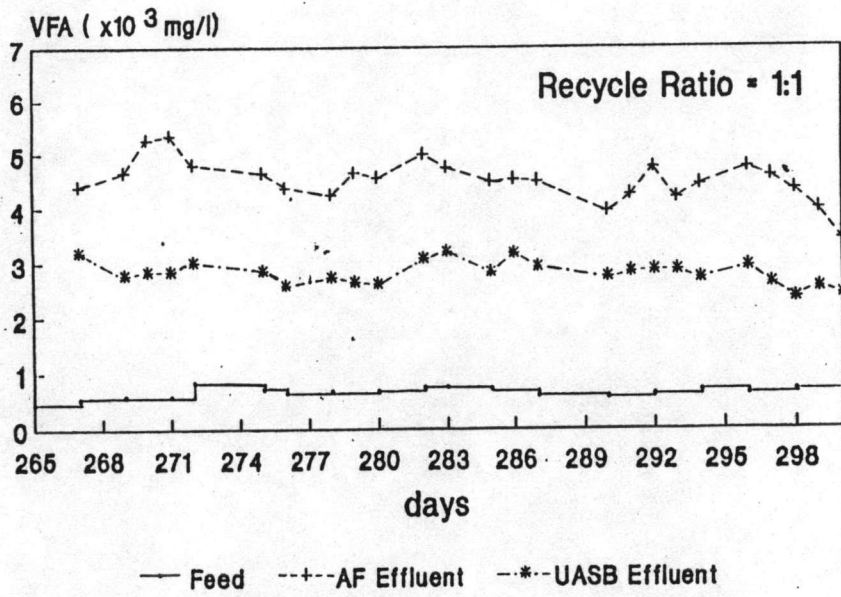 VFA ( x10 3 mg/l)
7
Recycle Ratio = 1:1
6
5
4
3
2
1
0
265 268 271 274 277 280 283 286 289 292 295 298
days
Feed AF Effluent UASB Effluent